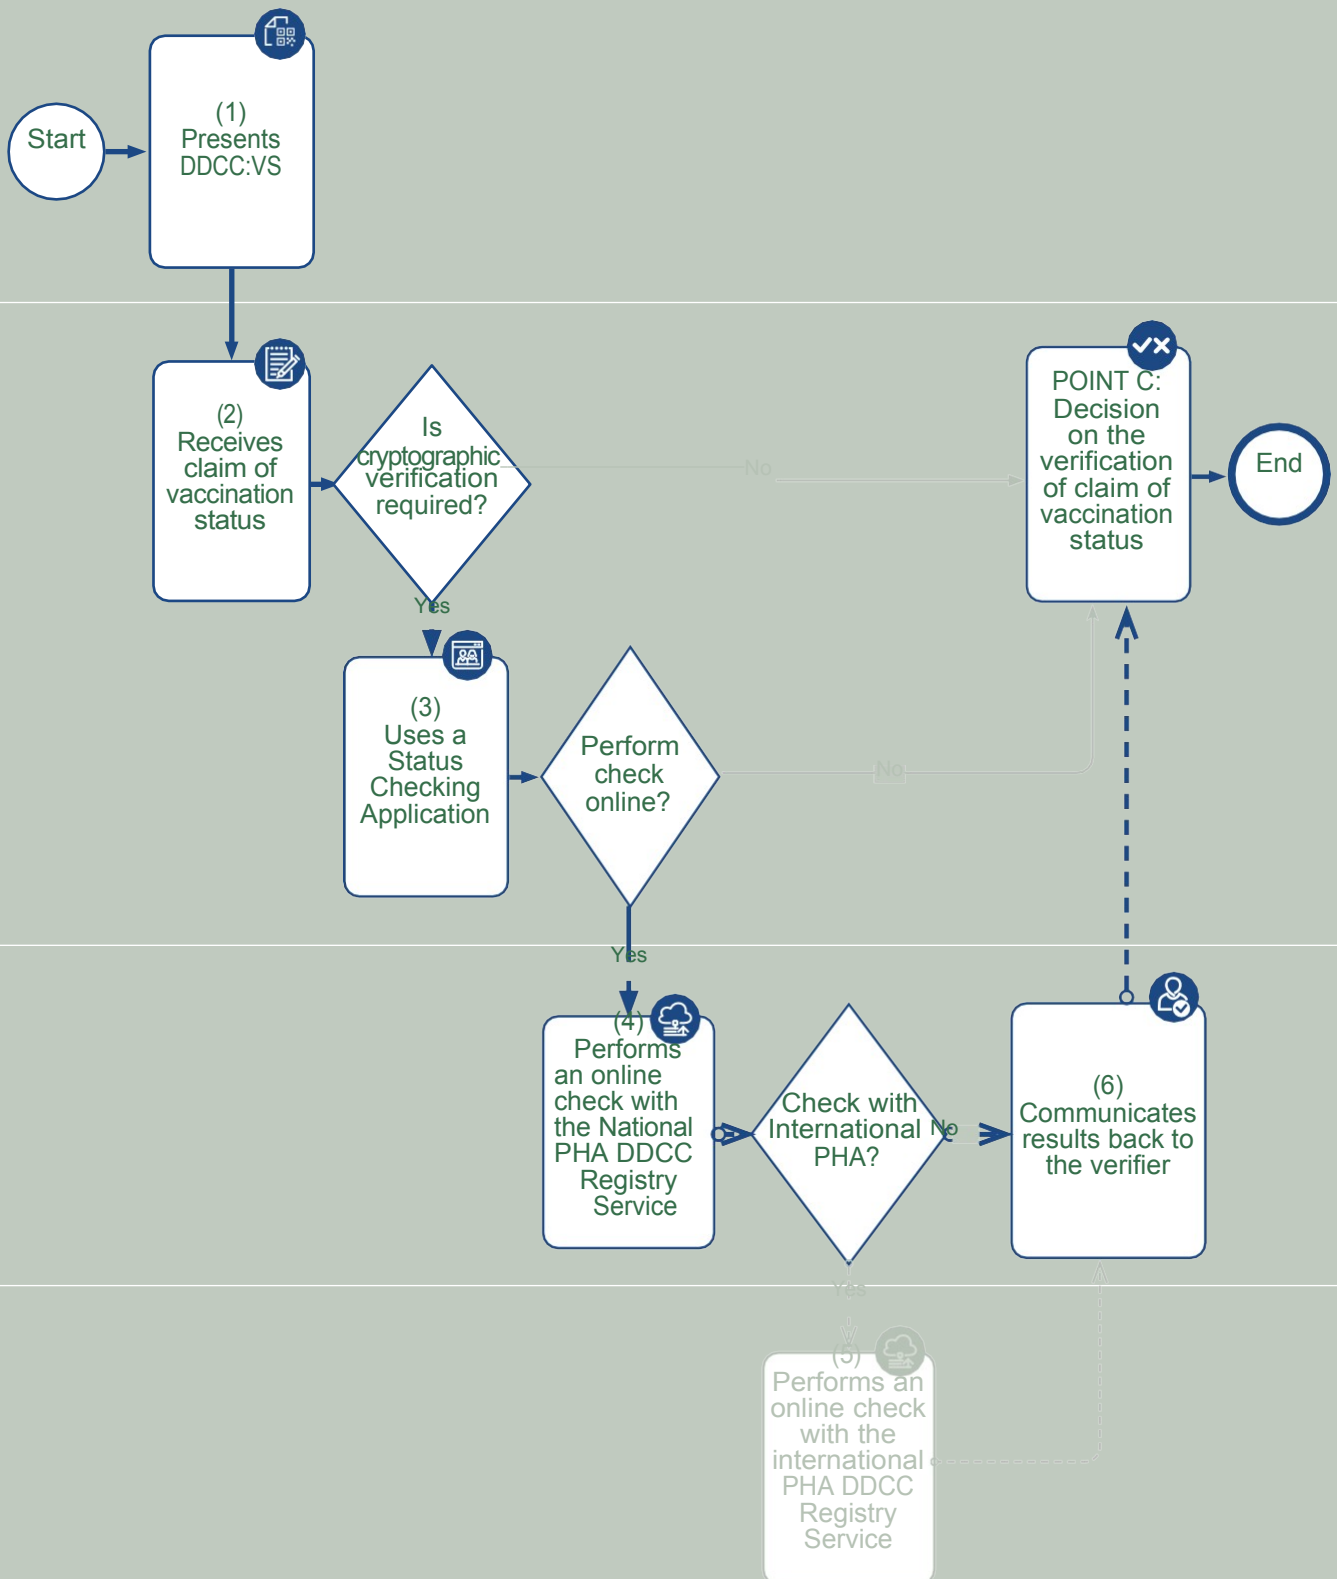 Start
(1)
Presents
DDCC:VS
(2)
Receives
claim of
vaccination
status
Is
cryptographic
verification
required?
No
POINT C:
Decision
on the
verification
of claim of
vaccination
status
End
Yes
(3)
Uses a
Status
Checking
Application
Perform
check
online?
No
Yes
(4)
Performs
an online
check with
the National
PHA DDCC
Registry
Service
Check with
International
PHA?
No
(6)
Communicates
results back to
the verifier
Yes
(5)
Performs an
online check
with the
international
PHA DDCC
Registry
Service